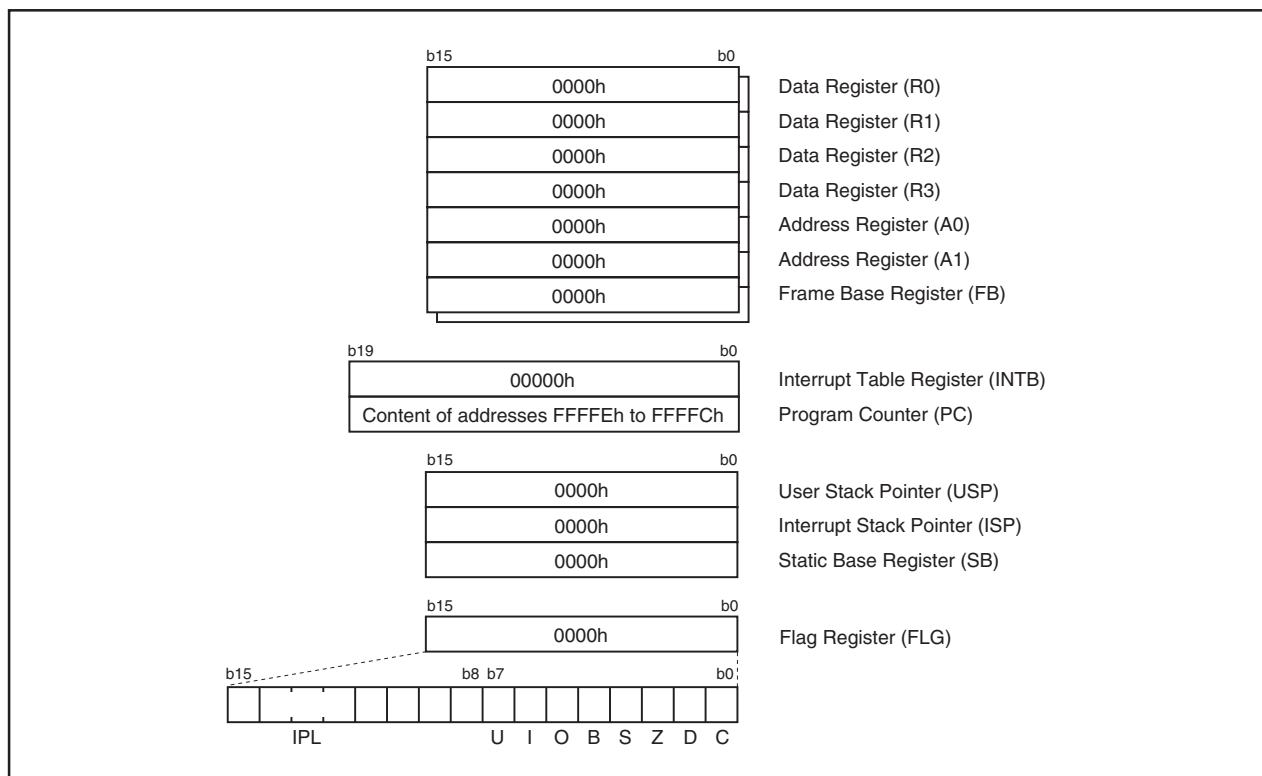 b15 b0
0000h Data Register (R0)
0000h Data Register (R1)
0000h Data Register (R2)
0000h Data Register (R3)
0000h Address Register (A0)
0000h Address Register (A1)
0000h Frame Base Register (FB)
b19 b0
00000h Interrupt Table Register (INTB)
Content of addresses FFFFEh to FFFFCh Program Counter (PC)
b15 b0
0000h User Stack Pointer (USP)
0000h Interrupt Stack Pointer (ISP)
0000h Static Base Register (SB)
b15 b0
0000h Flag Register (FLG)
b15 b8 b7 b0
IPL U I O B S Z D C